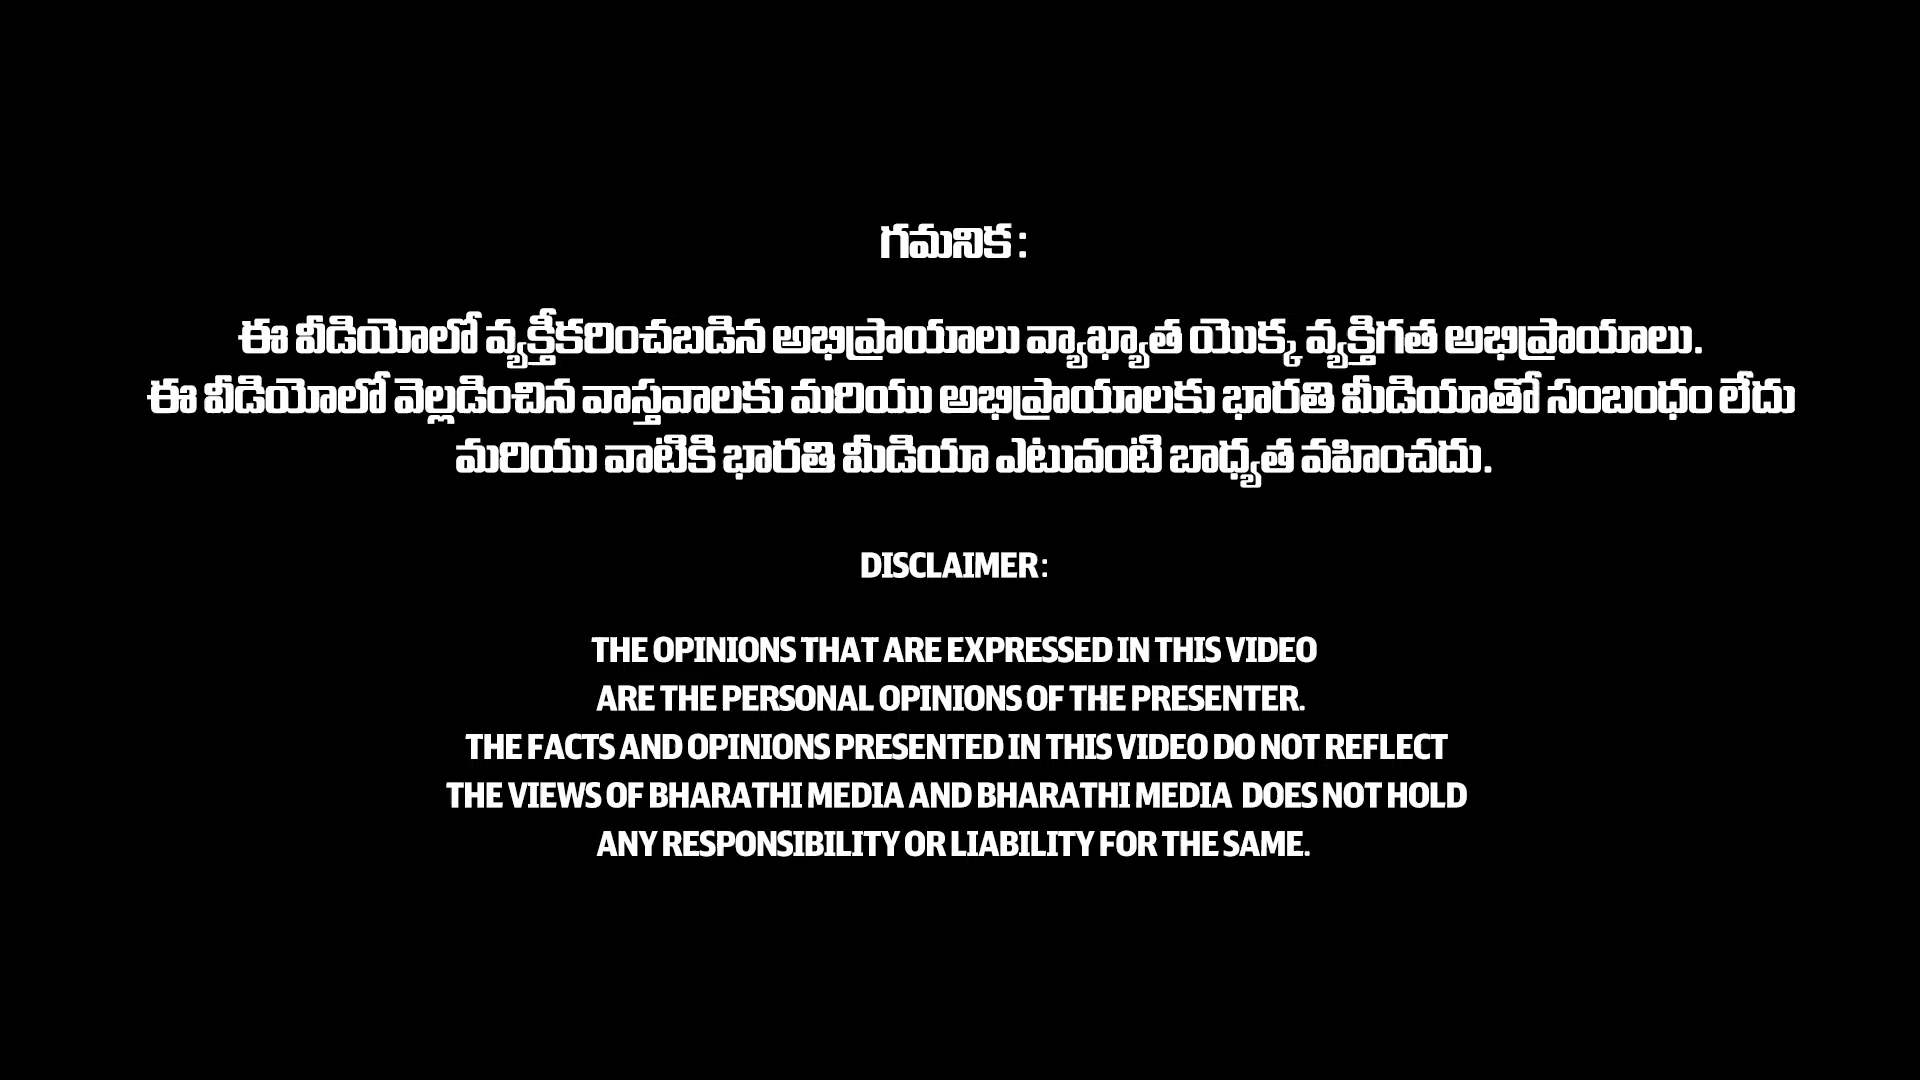 గమనిక :
ఈ వీడియోలో వ్యక్తీకరించబడిన అభిప్రాయాలు వ్యాఖ్యాత యొక్క వ్యక్తిగత అభిప్రాయాలు.
ఈ వీడియోలో వెల్లడించిన వాస్తవాలకు మరియు అభిప్రాయాలకు భారతి మీడియాతో సంబంధం లేదు
మరియు వాటికి భారతి మీడియా ఎటువంటి బాధ్యత వహించదు.
DISCLAIMER :
THE OPINIONS THAT ARE EXPRESSED IN THIS VIDEO
ARE THE PERSONAL OPINIONS OF THE PRESENTER.
THE FACTS AND OPINIONS PRESENTED IN THIS VIDEO DO NOT REFLECT
THE VIEWS OF BHARATHI MEDIA AND BHARATHI MEDIA DOES NOT HOLD
ANY RESPONSIBILITY OR LIABILITY FOR THE SAME.